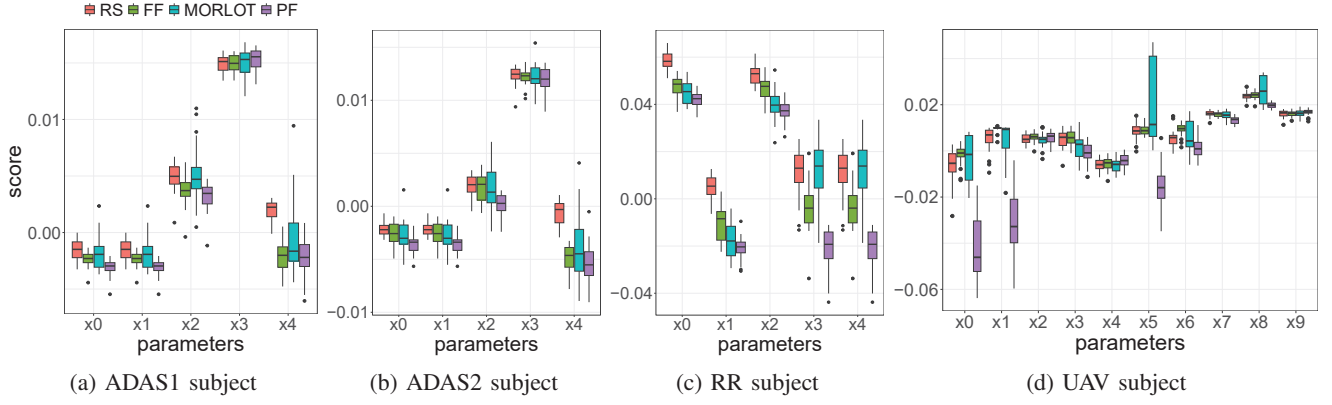 RS FF MORLOT PF
score
0.01
0.00
x0 x1 x2 x3 x4
parameters
(a) ADAS1 subject
0.01
0.00
−0.01
x0 x1 x2 x3 x4
parameters
(b) ADAS2 subject
0.04
0.00
−0.04
x0 x1 x2 x3 x4
parameters
(c) RR subject
0.02
−0.02
−0.06
x0 x1 x2 x3 x4 x5 x6 x7 x8 x9
parameters
(d) UAV subject